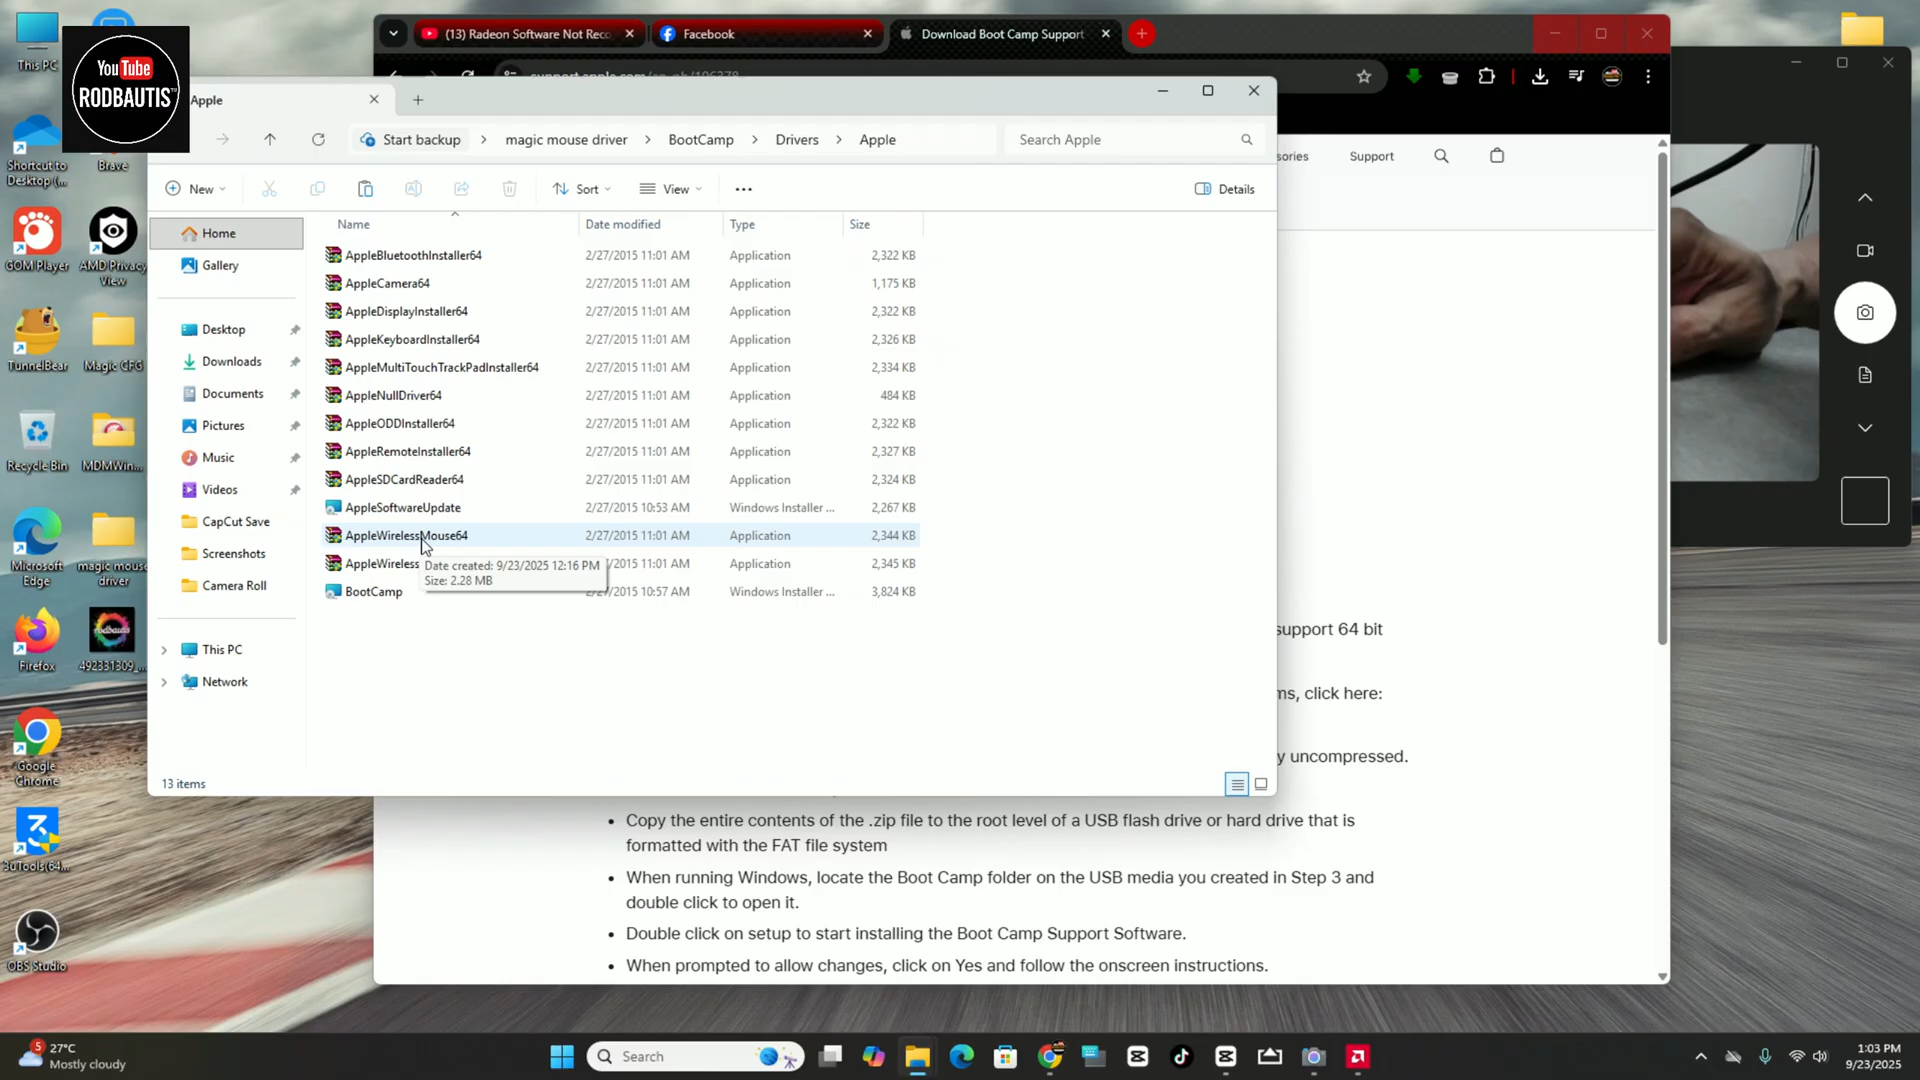 (13) Radeon Software Not Reco
Facebook
Download Boot Camp Support
support.apple.com/en-ph/106378
YouTube
RODBAUTIS
This PC
Apple
Start backup
magic mouse driver
BootCamp
Drivers
Apple
Search Apple
New
Sort
View
Details
Support
Shortcut to Desktop (...
Brave
GOM Player
AMD Privacy View
TunnelBear
Magic CFG
Recycle Bin
MDMWin...
Microsoft Edge
magic mouse driver
Firefox
rodbautis
492331309_...
Google Chrome
3uTools(64...
OBS Studio
Home
Gallery
Desktop
Downloads
Documents
Pictures
Music
Videos
CapCut Save
Screenshots
Camera Roll
This PC
Network
Name Date modified Type Size
AppleBluetoothInstaller64 2/27/2015 11:01 AM Application 2,322 KB
AppleCamera64 2/27/2015 11:01 AM Application 1,175 KB
AppleDisplayInstaller64 2/27/2015 11:01 AM Application 2,322 KB
AppleKeyboardInstaller64 2/27/2015 11:01 AM Application 2,326 KB
AppleMultiTouchTrackPadInstaller64 2/27/2015 11:01 AM Application 2,334 KB
AppleNullDriver64 2/27/2015 11:01 AM Application 484 KB
AppleODDInstaller64 2/27/2015 11:01 AM Application 2,322 KB
AppleRemoteInstaller64 2/27/2015 11:01 AM Application 2,327 KB
AppleSDCardReader64 2/27/2015 11:01 AM Application 2,324 KB
AppleSoftwareUpdate 2/27/2015 10:53 AM Windows Installer ... 2,267 KB
AppleWirelessMouse64 2/27/2015 11:01 AM Application 2,344 KB
AppleWireless /2015 11:01 AM Application 2,345 KB
Date created: 9/23/2025 12:16 PM
Size: 2.28 MB
BootCamp 2/27/2015 10:57 AM Windows Installer ... 3,824 KB
13 items
support 64 bit
ms, click here:
y uncompressed.
Copy the entire contents of the .zip file to the root level of a USB flash drive or hard drive that is
formatted with the FAT file system
When running Windows, locate the Boot Camp folder on the USB media you created in Step 3 and
double click to open it.
Double click on setup to start installing the Boot Camp Support Software.
When prompted to allow changes, click on Yes and follow the onscreen instructions.
5
27°C
Mostly cloudy
Search
1:03 PM
9/23/2025